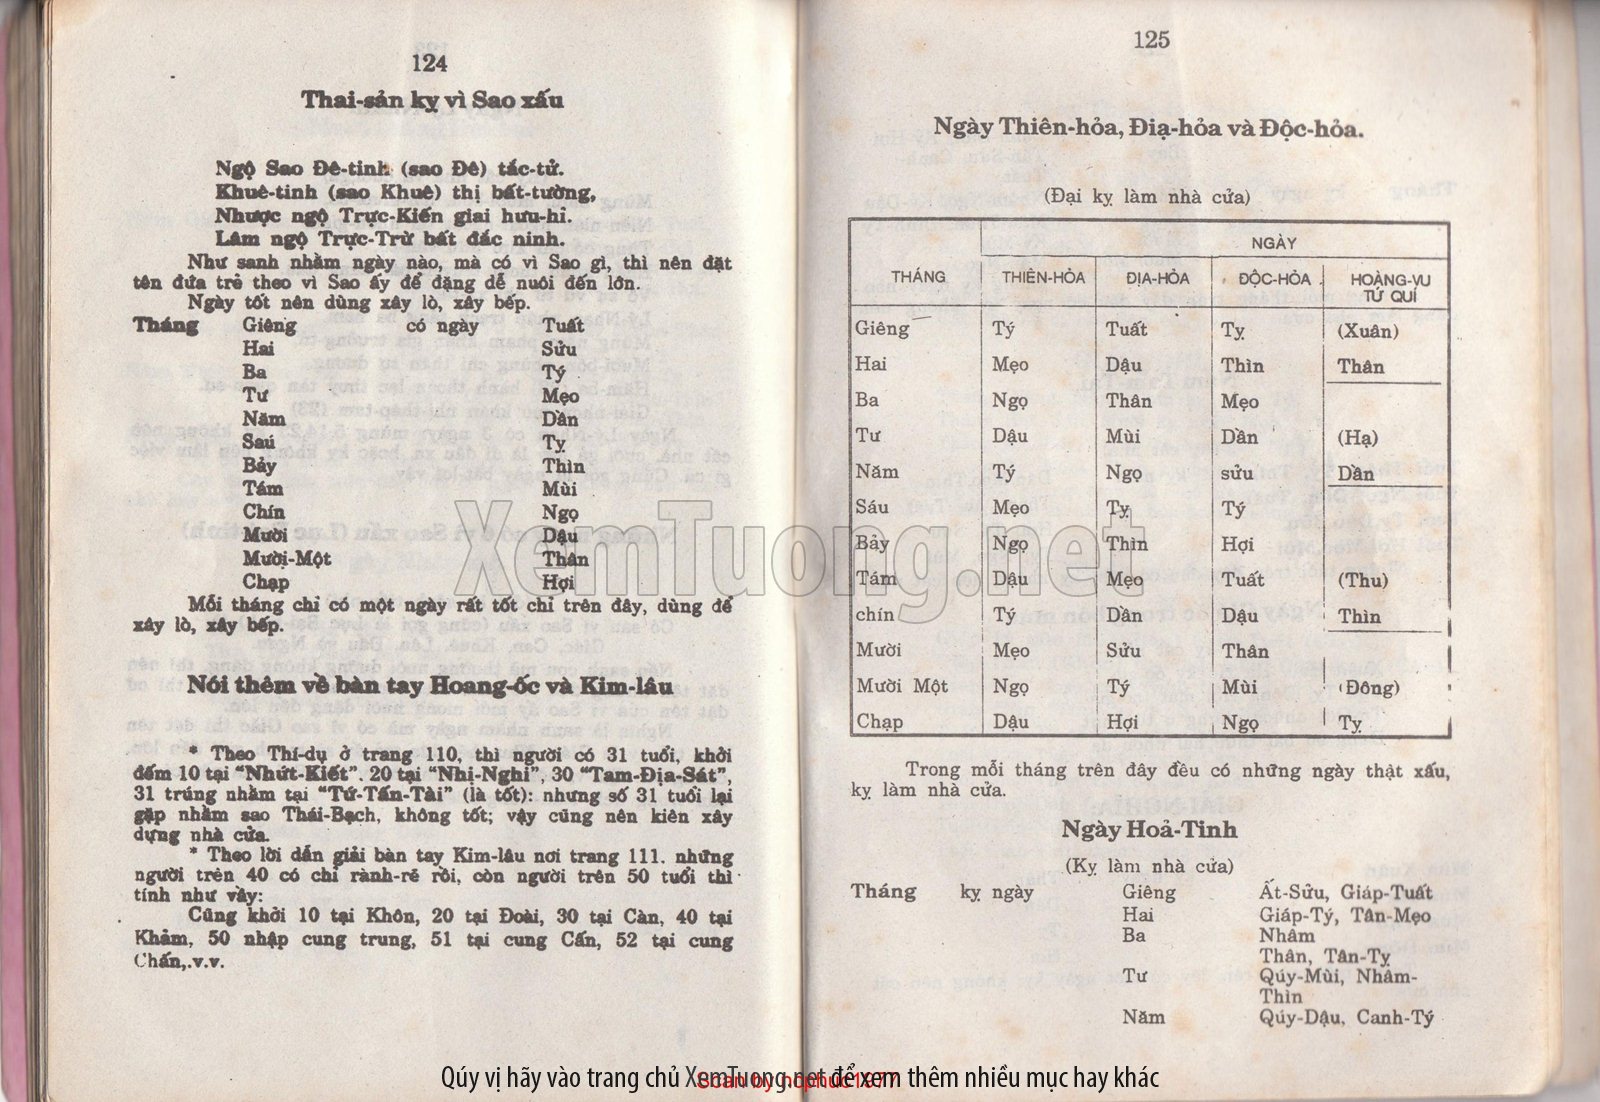 124
Thai-sản kỵ vì Sao xấu
Ngộ Sao Đê-tinh (sao Đê) tắc-tử.
Khuê-tinh (sao Khuê) thị bất-tường,
Nhược ngộ Trực-Kiến giai hưu-hi.
Lâm ngộ Trực-Trừ bất đắc ninh.
Như sanh nhằm ngày nào, mà có vì Sao gì, thì nên đặt
tên đứa trẻ theo vì Sao ấy để đặng dễ nuôi đến lớn.
Ngày tốt nên dùng xây lò, xây bếp.
Tháng Giêng có ngày Tuất
Hai Sửu
Ba Tý
Tư Mẹo
Năm Dần
Saú Tỵ
Bảy Thìn
Tám Mùi
Chín Ngọ
Mười Dậu
Mười-Một Thân
Chạp Hợi
Mỗi tháng chỉ có một ngày rất tốt chỉ trên đây, dùng để
xây lò, xây bếp.
Nói thêm về bàn tay Hoang-ốc và Kim-lâu
* Theo Thí-dụ ở trang 110, thì người có 31 tuổi, khởi
đếm 10 tại "Nhứt-Kiết". 20 tại "Nhị-Nghi", 30 "Tam-Địa-Sát",
31 trúng nhằm tại "Tứ-Tấn-Tài" (là tốt): nhưng số 31 tuổi lại
gặp nhằm sao Thái-Bạch, không tốt; vậy cũng nên kiên xây
dựng nhà cửa.
* Theo lời dẫn giải bàn tay Kim-lâu nơi trang 111. những
người trên 40 có chỉ rành-rẽ rồi, còn người trên 50 tuổi thì
tính như vầy:
Cũng khởi 10 tại Khôn, 20 tại Đoài, 30 tại Càn, 40 tại
Khảm, 50 nhập cung trung, 51 tại cung Cấn, 52 tại cung
Chấn,.v.v.
125
Ngày Thiên-hỏa, Địa-hỏa và Độc-hỏa.
(Đại kỵ làm nhà cửa)
NGÀY
THÁNG THIÊN-HỎA ĐỊA-HỎA ĐỘC-HỎA HOÀNG-VU
TỨ QUÍ
Giêng Tý Tuất Tỵ (Xuân)
Hai Mẹo Dậu Thìn Thân
Ba Ngọ Thân Mẹo
Tư Dậu Mùi Dần (Hạ)
Năm Tý Ngọ sửu Dần
Sáu Mẹo Tỵ Tý
Bảy Ngọ Thìn Hợi
Tám Dậu Mẹo Tuất (Thu)
chín Tý Dần Dậu Thìn
Mười Mẹo Sửu Thân
Mười Một Ngọ Tý Mùi (Đông)
Chạp Dậu Hợi Ngọ Tỵ
Trong mỗi tháng trên đây đều có những ngày thật xấu,
kỵ làm nhà cửa.
Ngày Hoả-Tinh
(Kỵ làm nhà cửa)
Tháng kỵ ngày Giêng Ất-Sửu, Giáp-Tuất
Hai Giáp-Tý, Tân-Mẹo
Ba Nhâm
Thân, Tân-Tỵ
Tư Qúy-Mùi, Nhâm-
Thìn
Năm Qúy-Dậu, Canh-Tý
XemTuong.net
Qúy vị hãy vào trang chủ XemTuong.net để xem thêm nhiều mục hay khác